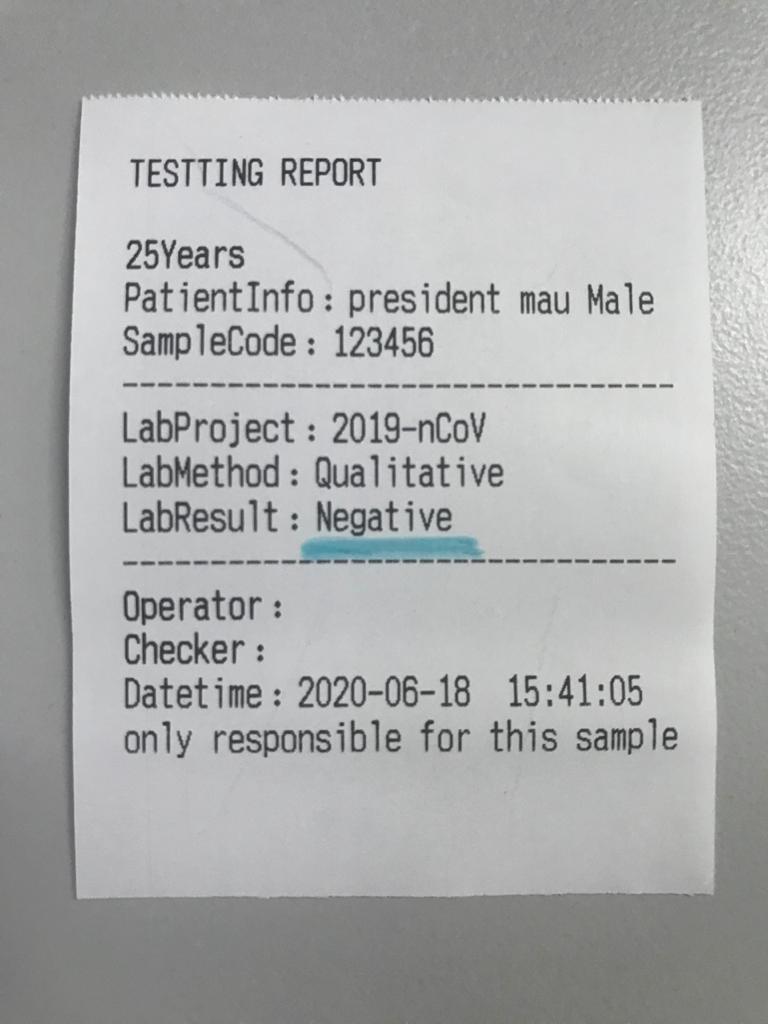 TESTTING REPORT
25Years
PatientInfo: president mau Male
SampleCode: 123456
--------------------------------
LabProject: 2019-nCoV
LabMethod: Qualitative
LabResult: Negative
--------------------------------
Operator:
Checker:
Datetime: 2020-06-18 15:41:05
only responsible for this sample